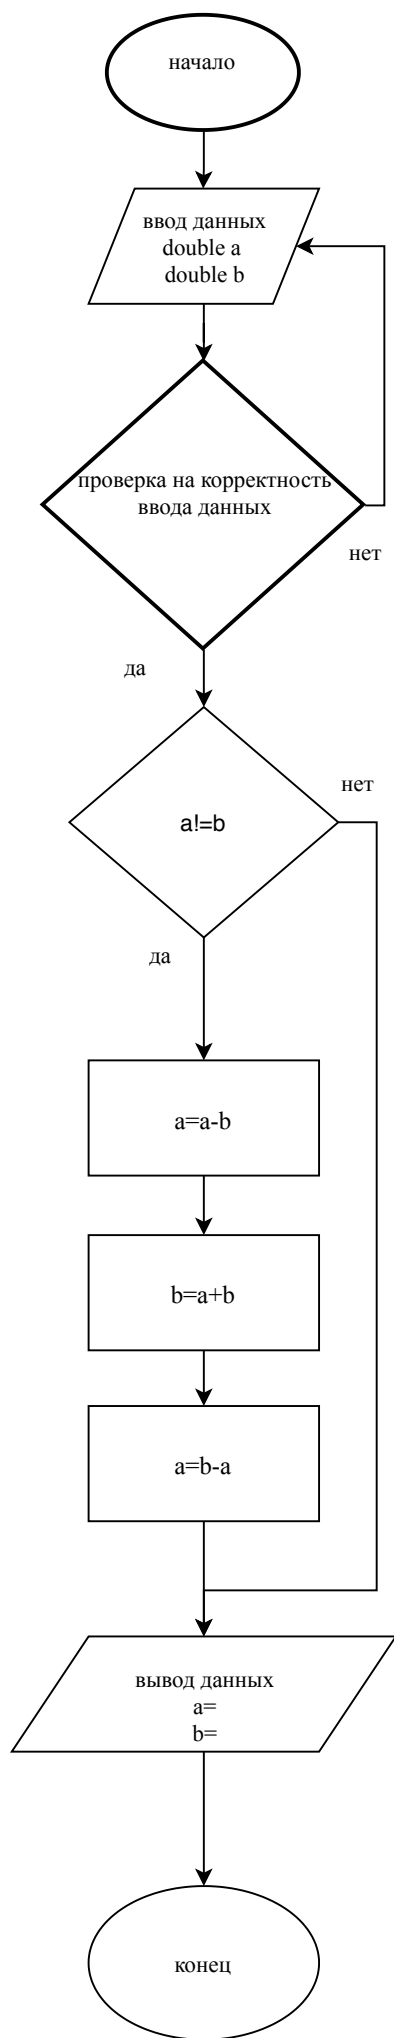 начало
ввод данных
double a
double b
проверка на корректность
ввода данных
нет
да
нет
a!=b
да
a=a-b
b=a+b
a=b-a
вывод данных
a=
b=
конец